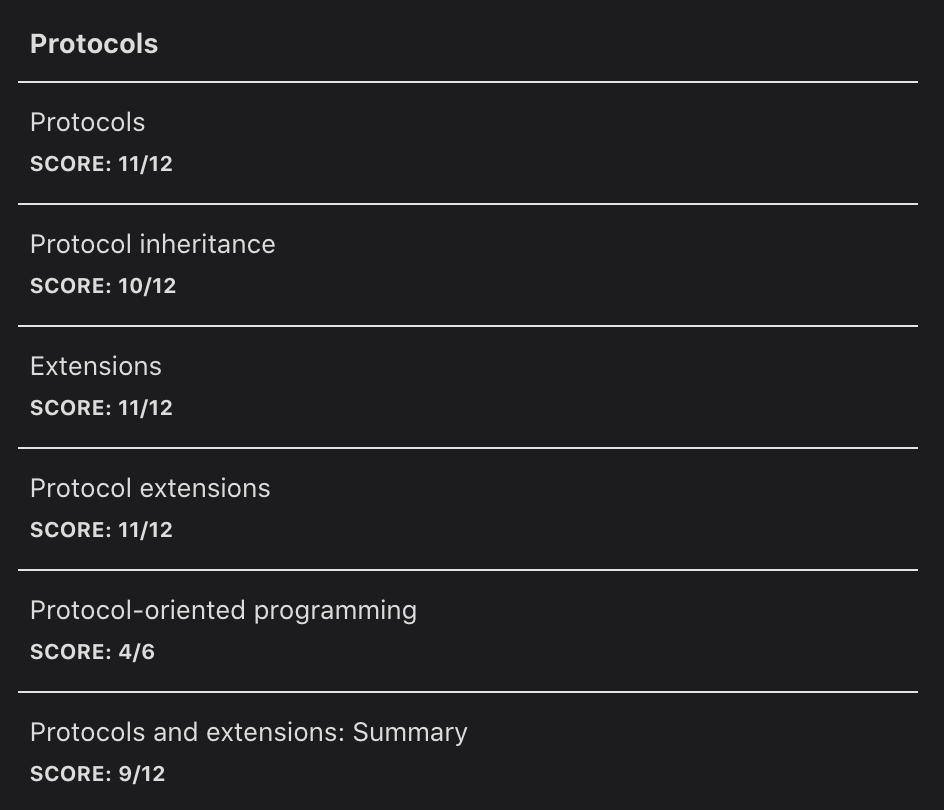 Protocols
Protocols
SCORE: 11/12
Protocol inheritance
SCORE: 10/12
Extensions
SCORE: 11/12
Protocol extensions
SCORE: 11/12
Protocol-oriented programming
SCORE: 4/6
Protocols and extensions: Summary
SCORE: 9/12